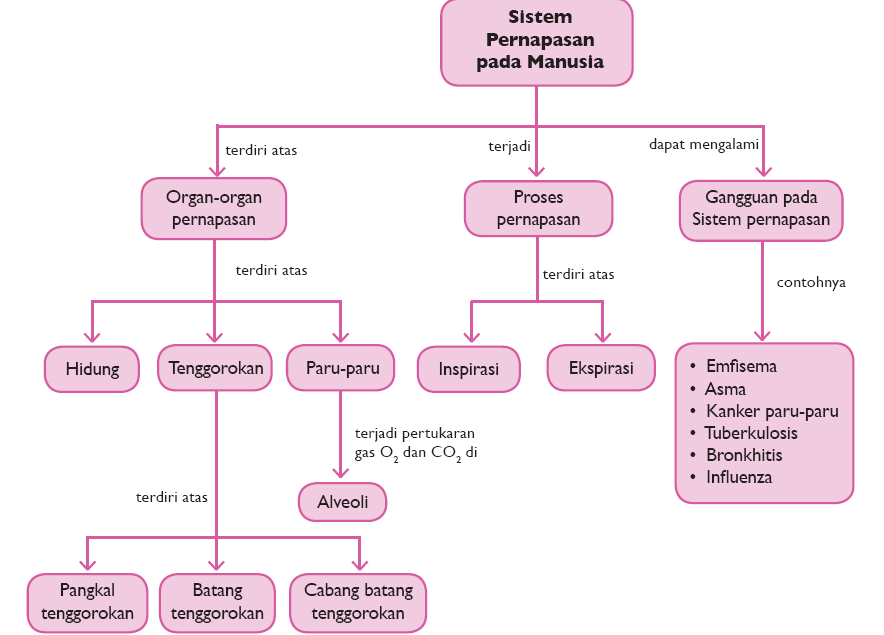 Sistem
Pernapasan
pada Manusia
terdiri atas
terjadi
dapat mengalami
Organ-organ
pernapasan
Proses
pernapasan
Gangguan pada
Sistem pernapasan
terdiri atas
terdiri atas
contohnya
Hidung
Tenggorokan
Paru-paru
Inspirasi
Ekspirasi
• Emfisema
• Asma
• Kanker paru-paru
• Tuberkulosis
• Bronkhitis
• Influenza
terjadi pertukaran
gas O₂ dan CO₂ di
Alveoli
terdiri atas
Pangkal
tenggorokan
Batang
tenggorokan
Cabang batang
tenggorokan